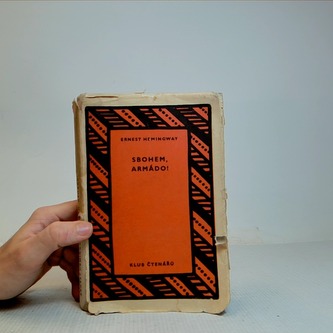 ERNEST HEMINGWAY
SBOHEM,
ARMÁDO!
KLUB ČTENÁŘŮ